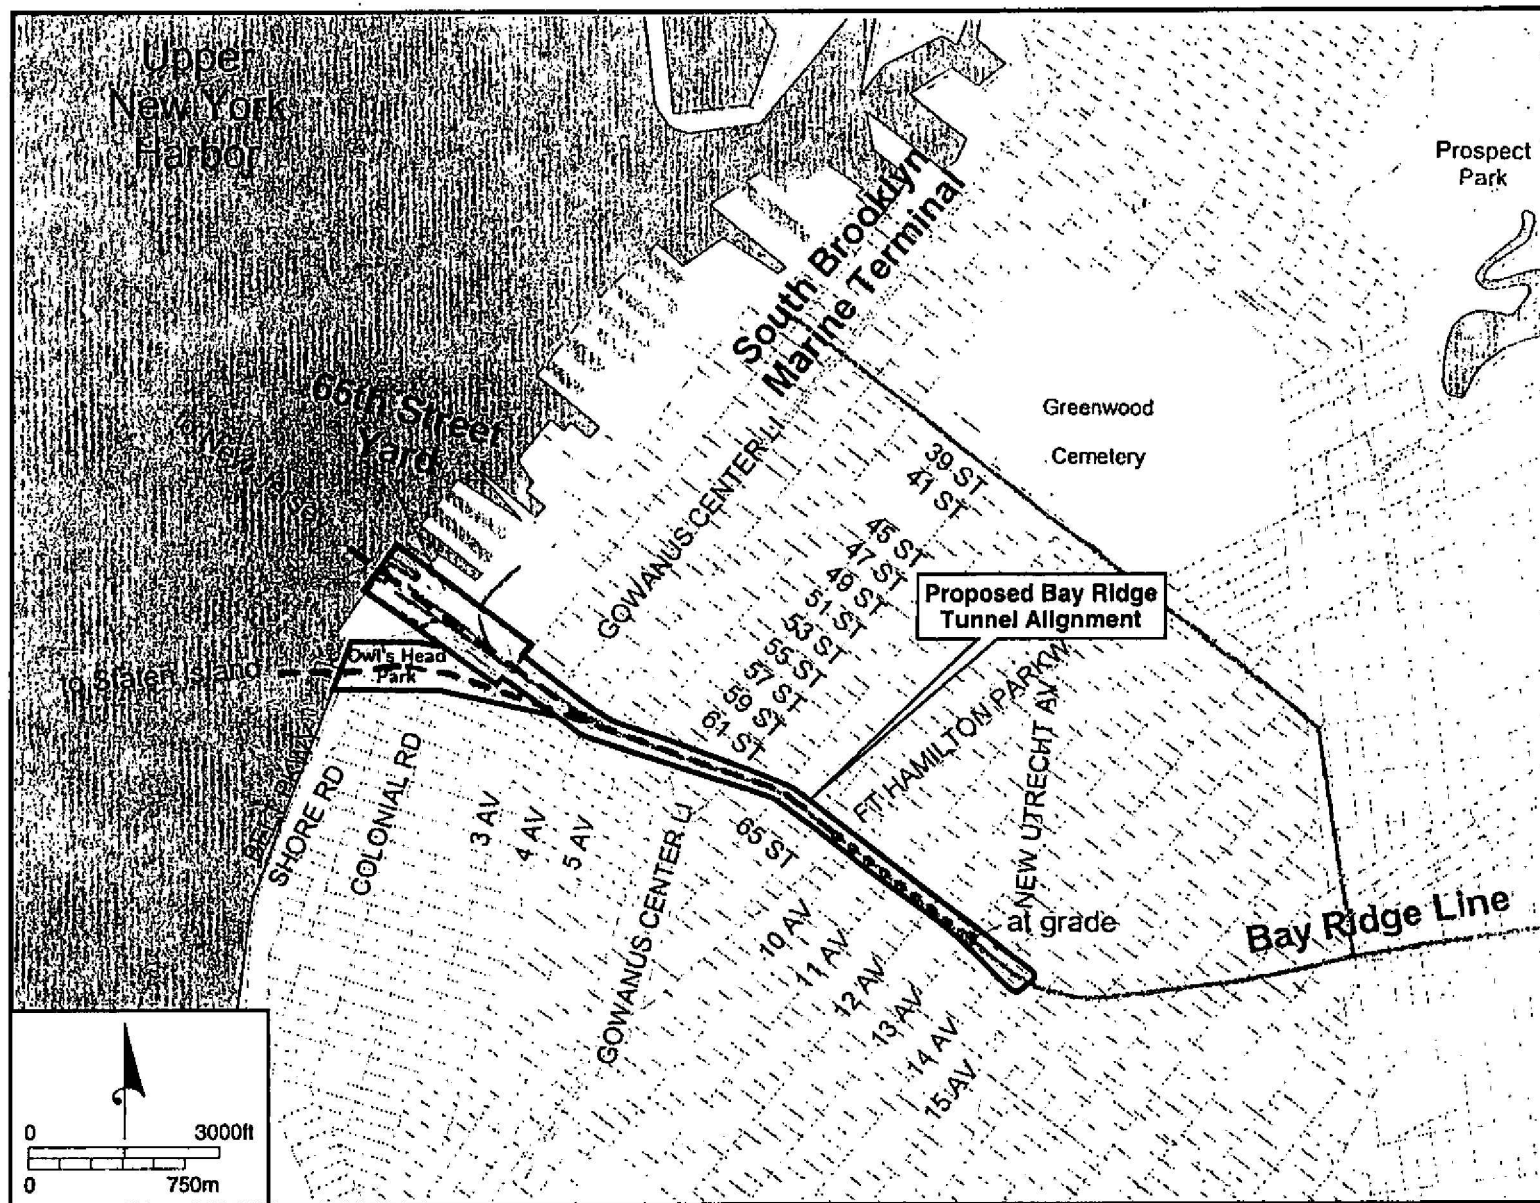 Upper
New York
Harbor
Prospect
Park
South Brooklyn
Marine Terminal
65th Street
Yard
Greenwood
Cemetery
GOWANUS CENTER LI
39 ST
41 ST
45 ST
47 ST
49 ST
51 ST
53 ST
55 ST
57 ST
59 ST
61 ST
Proposed Bay Ridge
Tunnel Alignment
Owl's Head
Park
to Staten Island
SHORE RD
COLONIAL RD
3 AV
4 AV
5 AV
GOWANUS CENTER LI
65 ST
FT HAMILTON PARKW
NEW UTRECHT AV
at grade
Bay Ridge Line
10 AV
11 AV
12 AV
13 AV
14 AV
15 AV
0 3000ft
0 750m